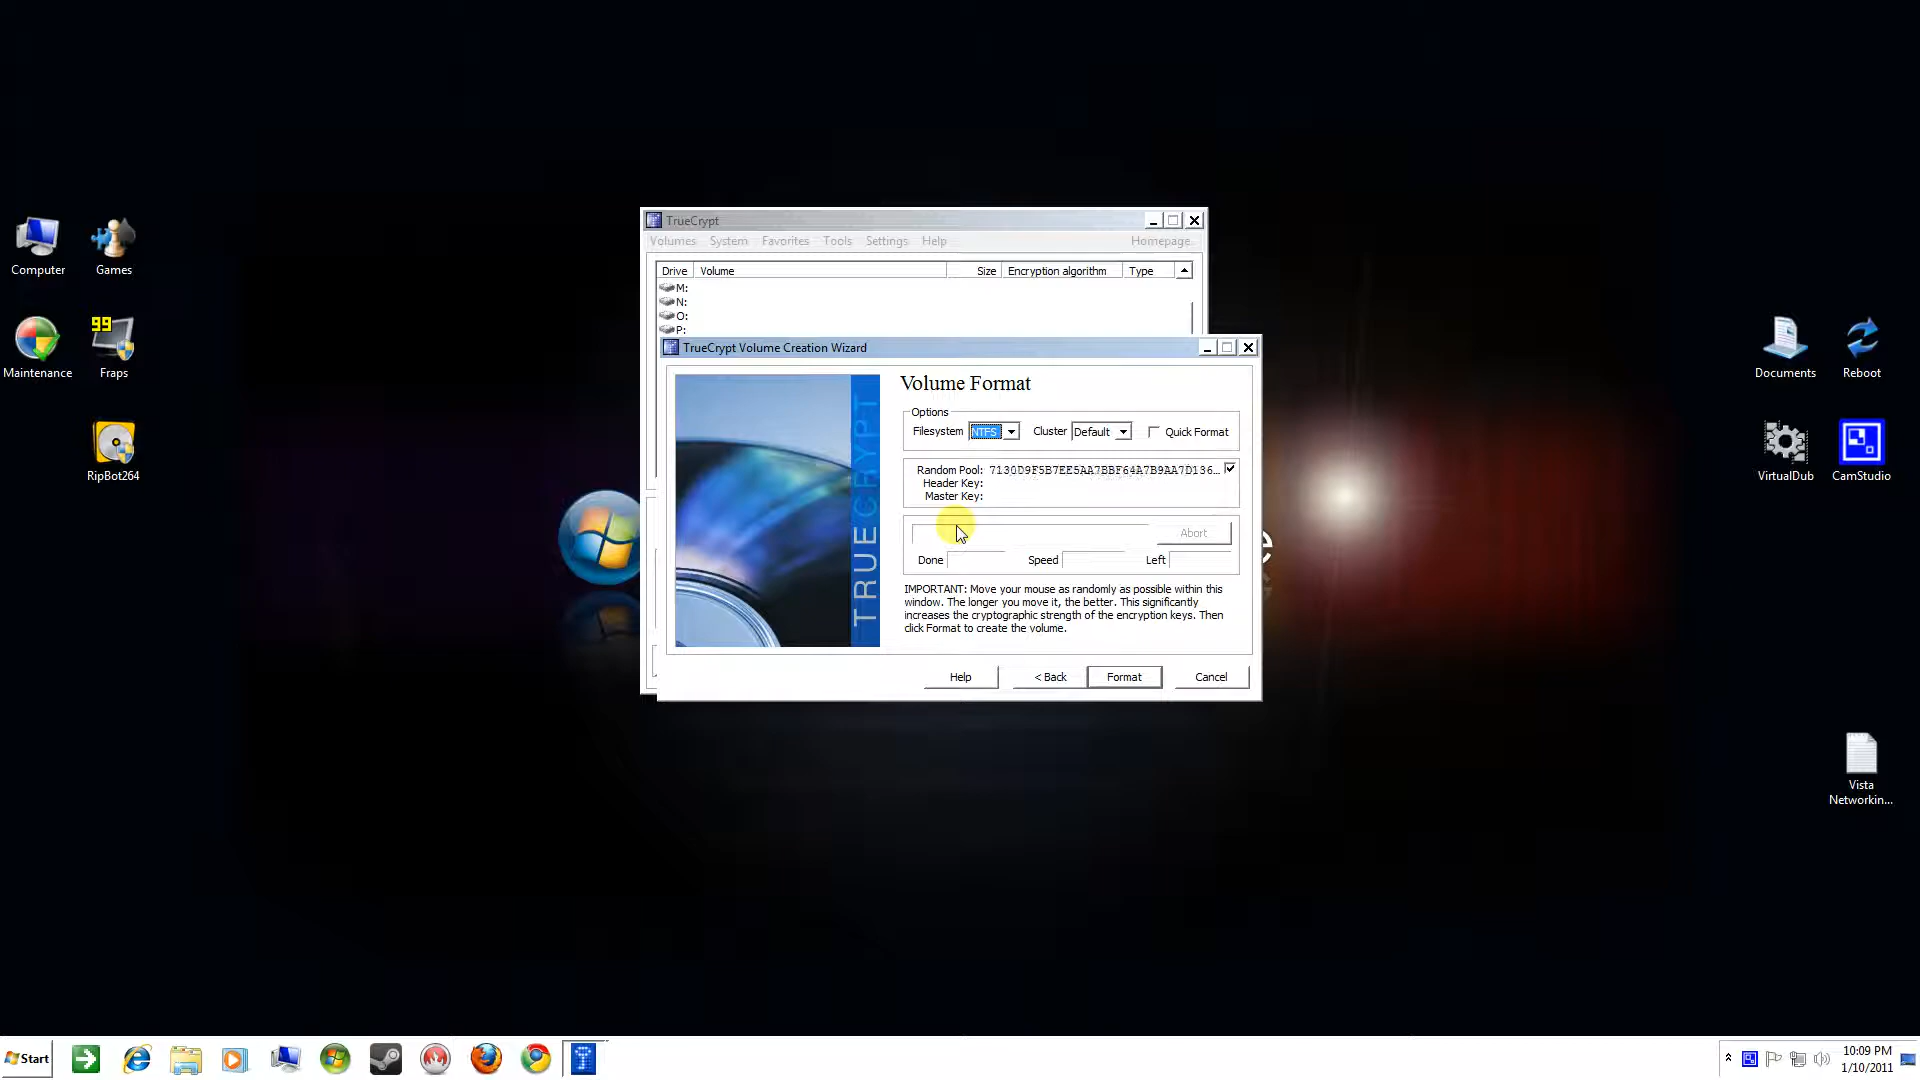 Computer
Games
Maintenance
99
Fraps
RipBot264
TrueCrypt
Volumes System Favorites Tools Settings Help Homepage
Drive Volume Size Encryption algorithm Type
M:
N:
O:
P:
TrueCrypt Volume Creation Wizard
TRUECRYPT
Volume Format
Options
Filesystem NTFS Cluster Default Quick Format
Random Pool: 7130D9F5B7EE5AA7BBF64A7B9AA7D136...
Header Key:
Master Key:
Abort
Done Speed Left
IMPORTANT: Move your mouse as randomly as possible within this
window. The longer you move it, the better. This significantly
increases the cryptographic strength of the encryption keys. Then
click Format to create the volume.
Help < Back Format Cancel
e
Documents
Reboot
VirtualDub
CamStudio
Vista
Networkin...
Start
10:09 PM
1/10/2011